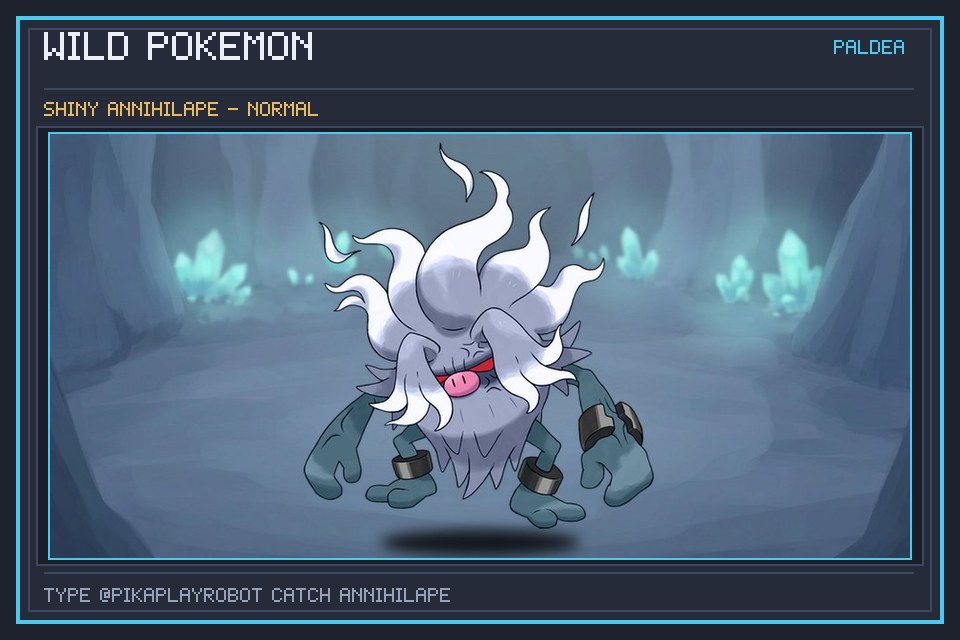 WILD POKEMON
PALDEA
SHINY ANNIHILAPE - NORMAL
TYPE @PIKAPLAYROBOT CATCH ANNIHILAPE